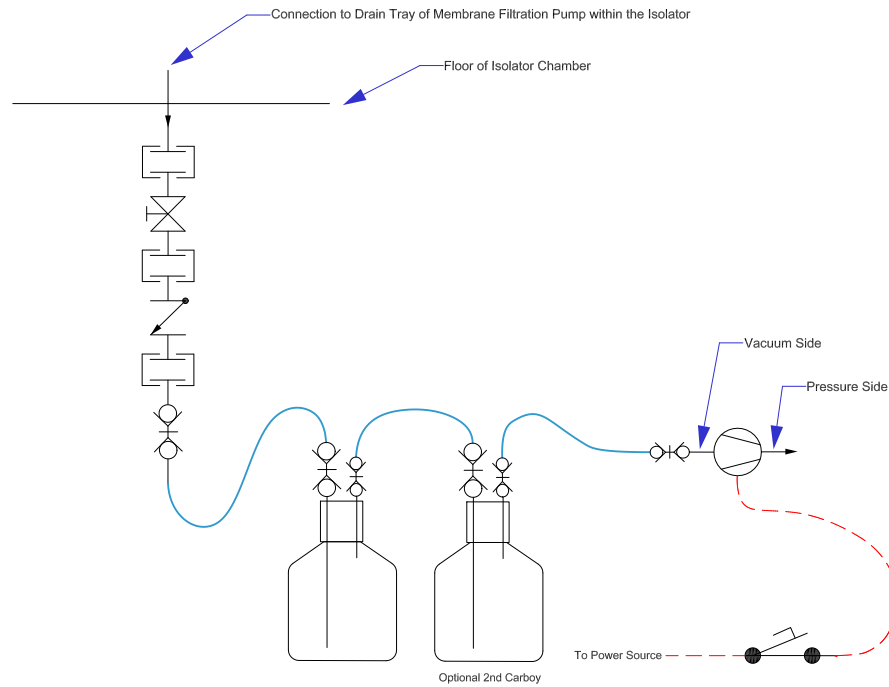 Connection to Drain Tray of Membrane Filtration Pump within the Isolator
Floor of Isolator Chamber
Vacuum Side
Pressure Side
To Power Source
Optional 2nd Carboy